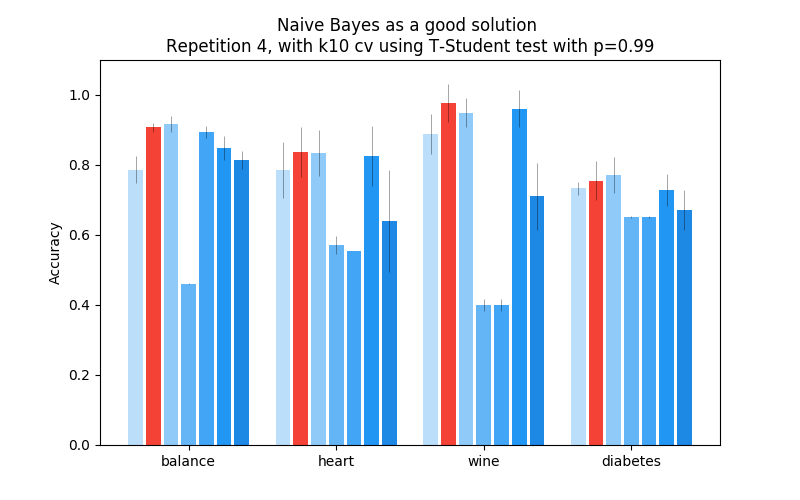 Naive Bayes as a good solution
Repetition 4, with k10 cv using T-Student test with p=0.99
Accuracy
1.0
0.8
0.6
0.4
0.2
0.0
balance heart wine diabetes